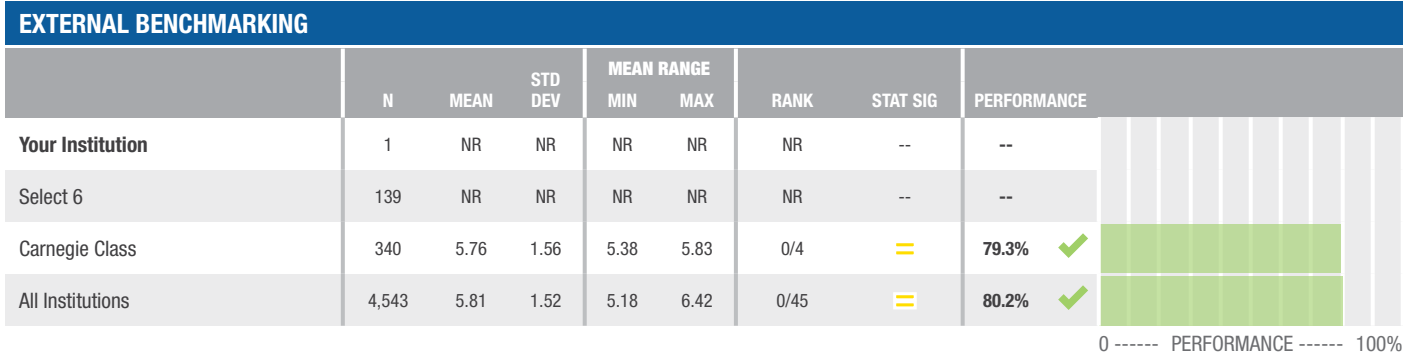 EXTERNAL BENCHMARKING
N MEAN STD DEV MEAN RANGE MIN MAX RANK STAT SIG PERFORMANCE
Your Institution 1 NR NR NR NR NR -- --
Select 6 139 NR NR NR NR NR -- --
Carnegie Class 340 5.76 1.56 5.38 5.83 0/4 = 79.3%
All Institutions 4,543 5.81 1.52 5.18 6.42 0/45 = 80.2%
0 ------ PERFORMANCE ------ 100%